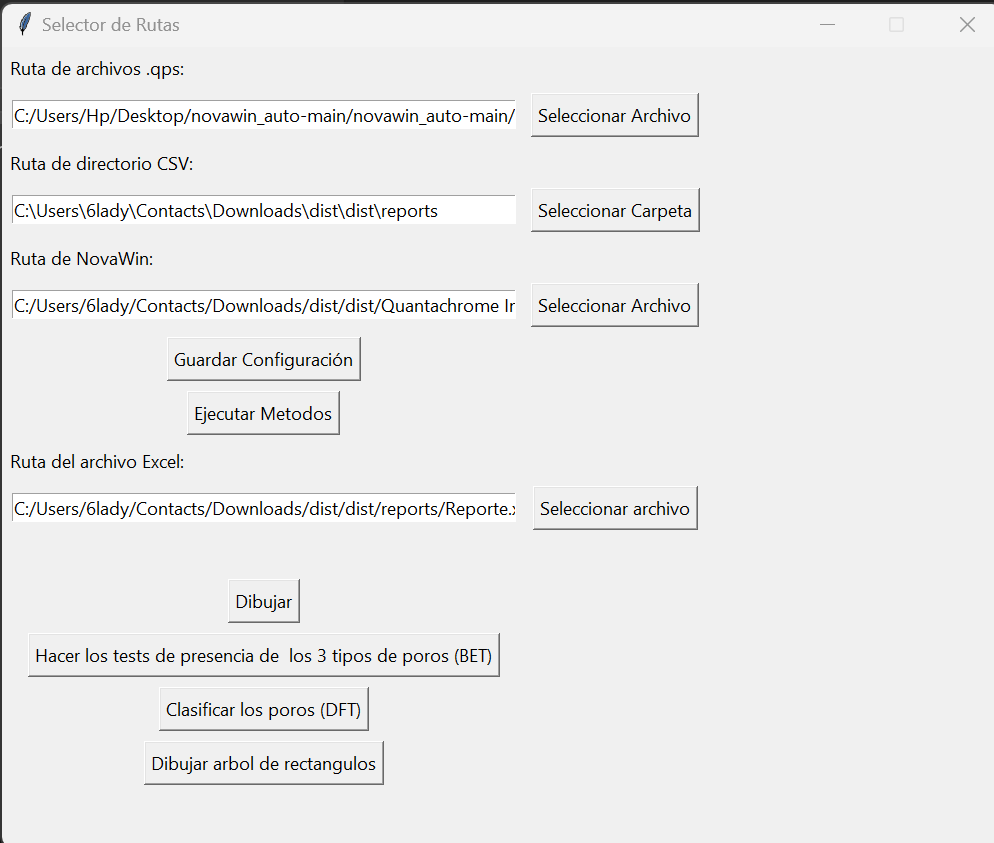 Selector de Rutas
Ruta de archivos .qps:
C:/Users/Hp/Desktop/novawin_auto-main/novawin_auto-main/
Seleccionar Archivo
Ruta de directorio CSV:
C:\Users\6lady\Contacts\Downloads\dist\dist\reports
Seleccionar Carpeta
Ruta de NovaWin:
C:/Users/6lady/Contacts/Downloads/dist/dist/Quantachrome In
Seleccionar Archivo
Guardar Configuración
Ejecutar Metodos
Ruta del archivo Excel:
C:/Users/6lady/Contacts/Downloads/dist/dist/reports/Reporte.x
Seleccionar archivo
Dibujar
Hacer los tests de presencia de  los 3 tipos de poros (BET)
Clasificar los poros (DFT)
Dibujar arbol de rectangulos